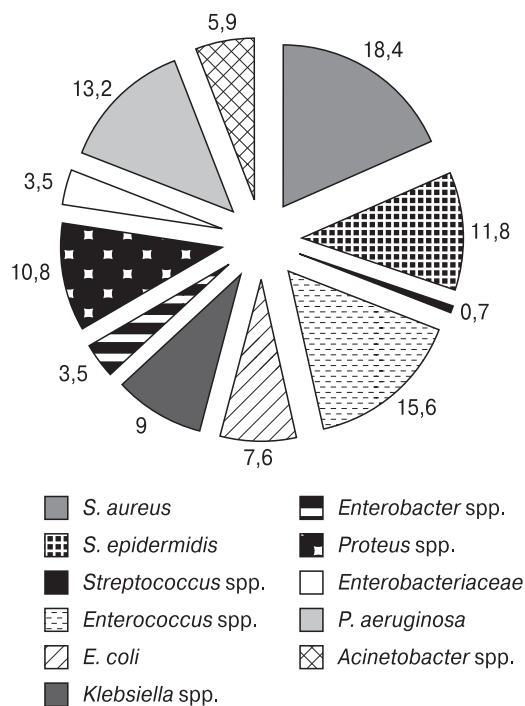 5,9
18,4
13,2
3,5
11,8
10,8
0,7
3,5
15,6
9
7,6
S. aureus
S. epidermidis
Streptococcus spp.
Enterococcus spp.
E. coli
Klebsiella spp.
Enterobacter spp.
Proteus spp.
Enterobacteriaceae
P. aeruginosa
Acinetobacter spp.